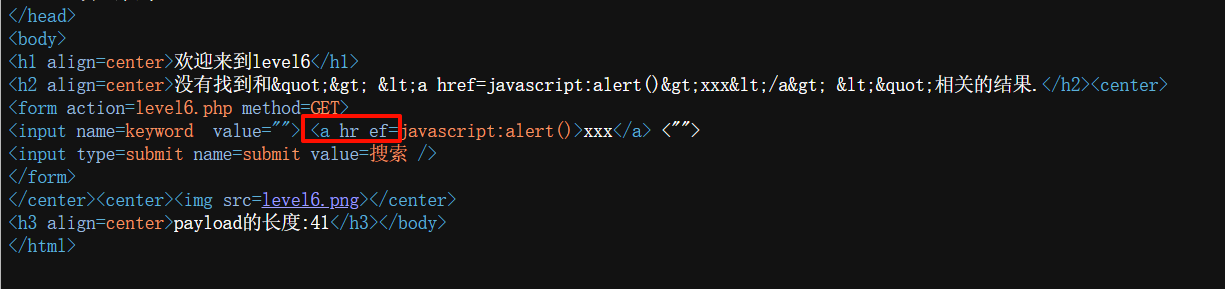 </head>
<body>
<h1 align=center>欢迎来到level6</h1>
<h2 align=center>没有找到和&quot;&gt; &lt;a href=javascript:alert()&gt;xxx&lt;/a&gt; &lt;&quot;相关的结果.</h2><center>
<form action=level6.php method=GET>
<input name=keyword  value=""> <a hr_ef=javascript:alert()>xxx</a> <"">
<input type=submit name=submit value=搜索 />
</form>
</center><center><img src=level6.png></center>
<h3 align=center>payload的长度:41</h3></body>
</html>